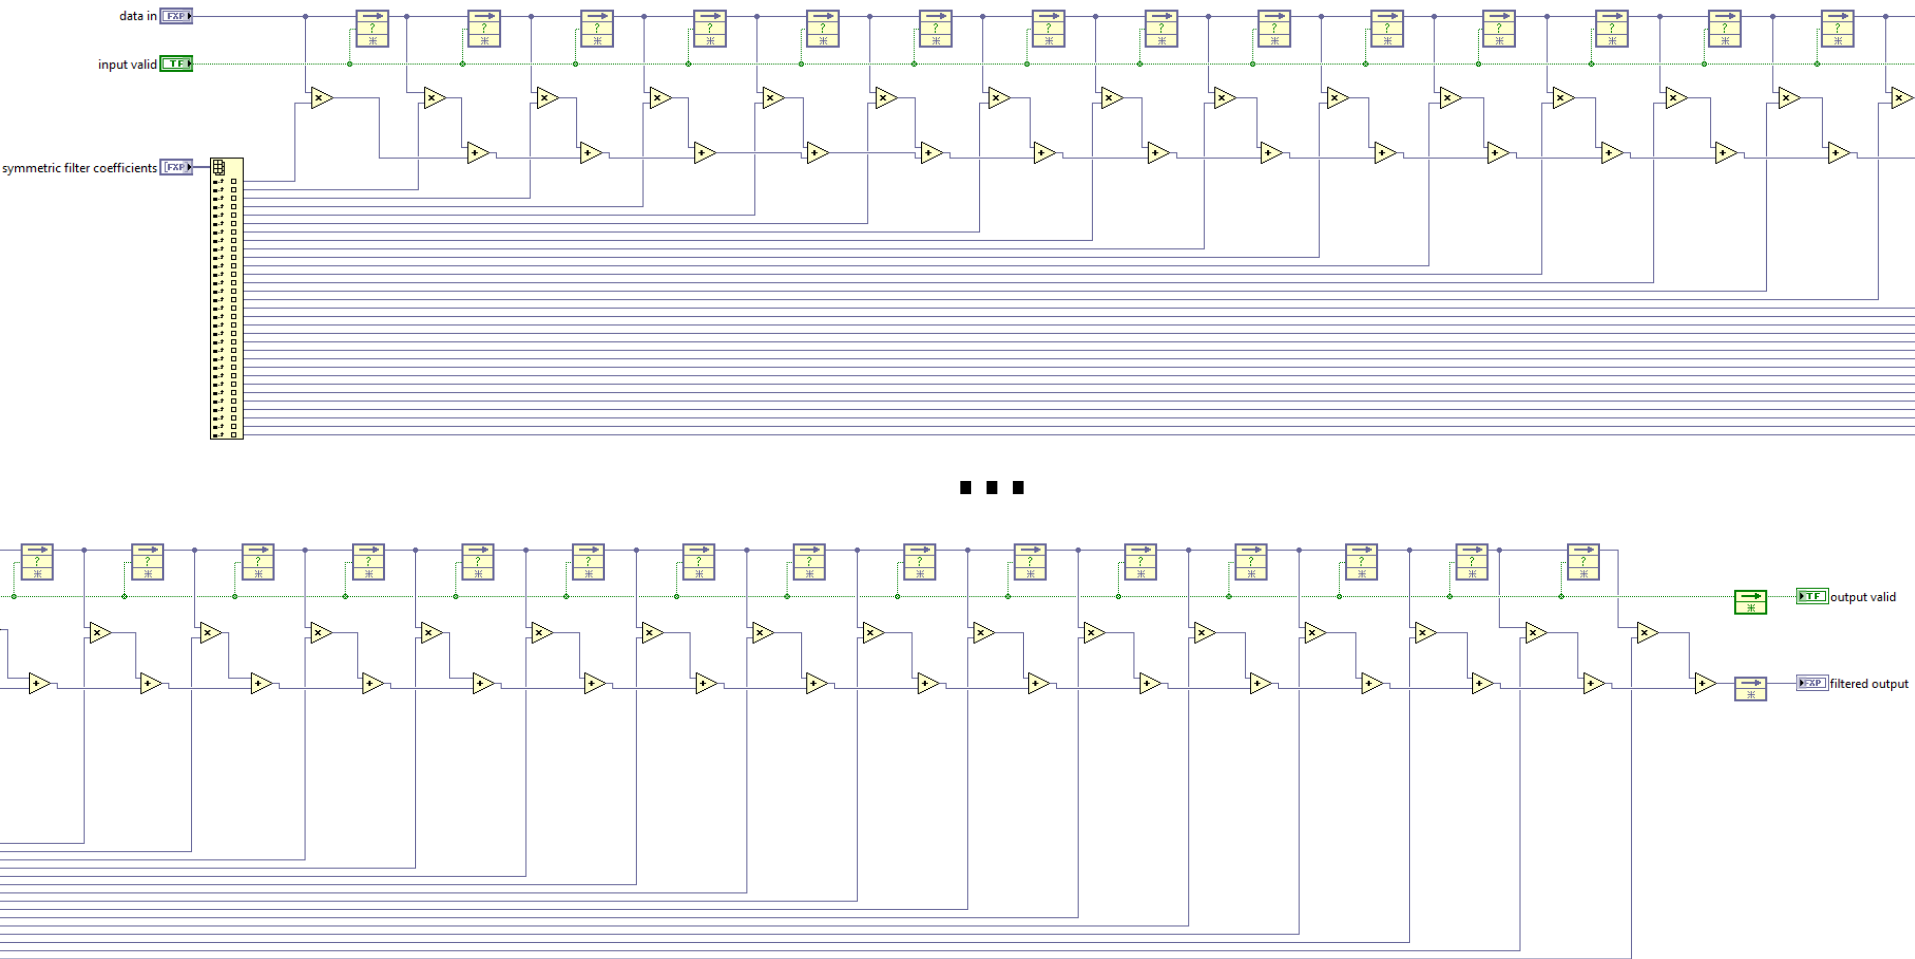 data in FXP
input valid TF
symmetric filter coefficients [FXP]
TF output valid
FXP filtered output